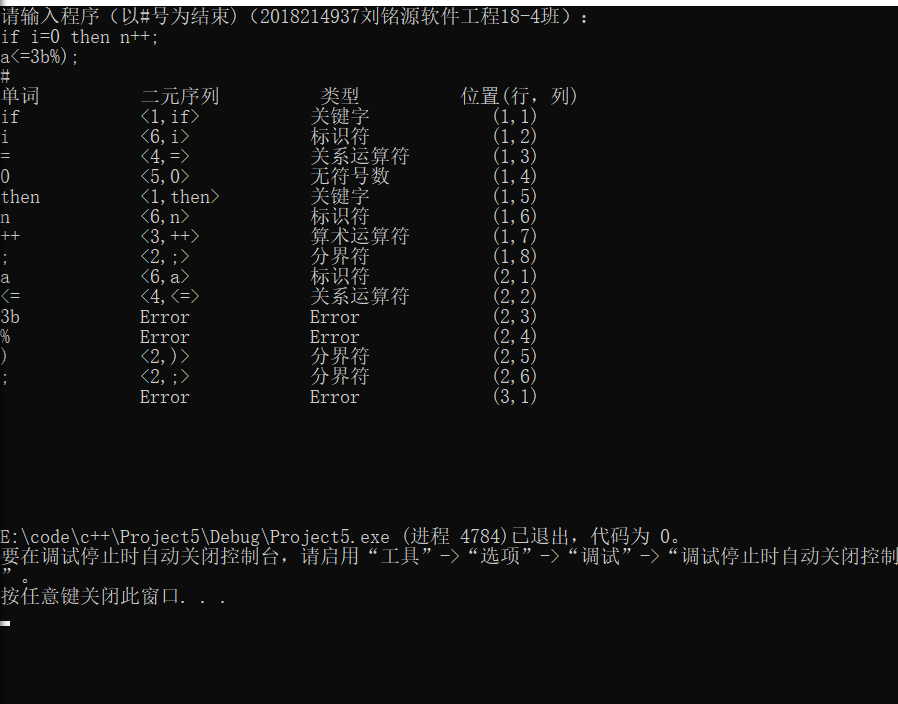 请输入程序（以#号为结束）（2018214937刘铭源软件工程18-4班）：
if i=0 then n++;
a<=3b%);
#
单词 二元序列 类型 位置(行，列)
if <1,if> 关键字 (1,1)
i <6,i> 标识符 (1,2)
= <4,=> 关系运算符 (1,3)
0 <5,0> 无符号数 (1,4)
then <1,then> 关键字 (1,5)
n <6,n> 标识符 (1,6)
++ <3,++> 算术运算符 (1,7)
; <2,;> 分界符 (1,8)
a <6,a> 标识符 (2,1)
<= <4,<=> 关系运算符 (2,2)
3b Error Error (2,3)
% Error Error (2,4)
) <2,)> 分界符 (2,5)
; <2,;> 分界符 (2,6)
Error Error (3,1)
E:\code\c++\Project5\Debug\Project5.exe (进程 4784)已退出，代码为 0。
要在调试停止时自动关闭控制台，请启用“工具”->“选项”->“调试”->“调试停止时自动关闭控制
”。
按任意键关闭此窗口. . .